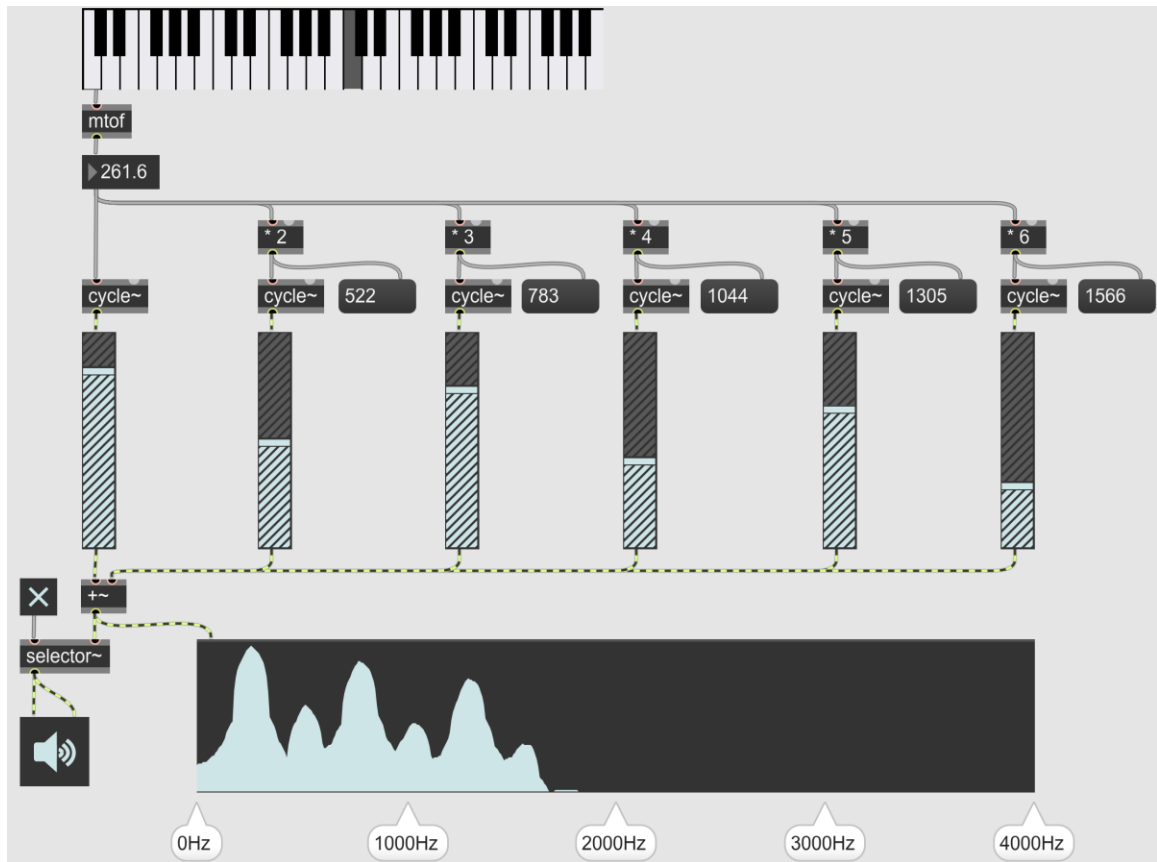 mtof
261.6
* 2
* 3
* 4
* 5
* 6
cycle~
cycle~ 522
cycle~ 783
cycle~ 1044
cycle~ 1305
cycle~ 1566
+~
selector~
0Hz
1000Hz
2000Hz
3000Hz
4000Hz